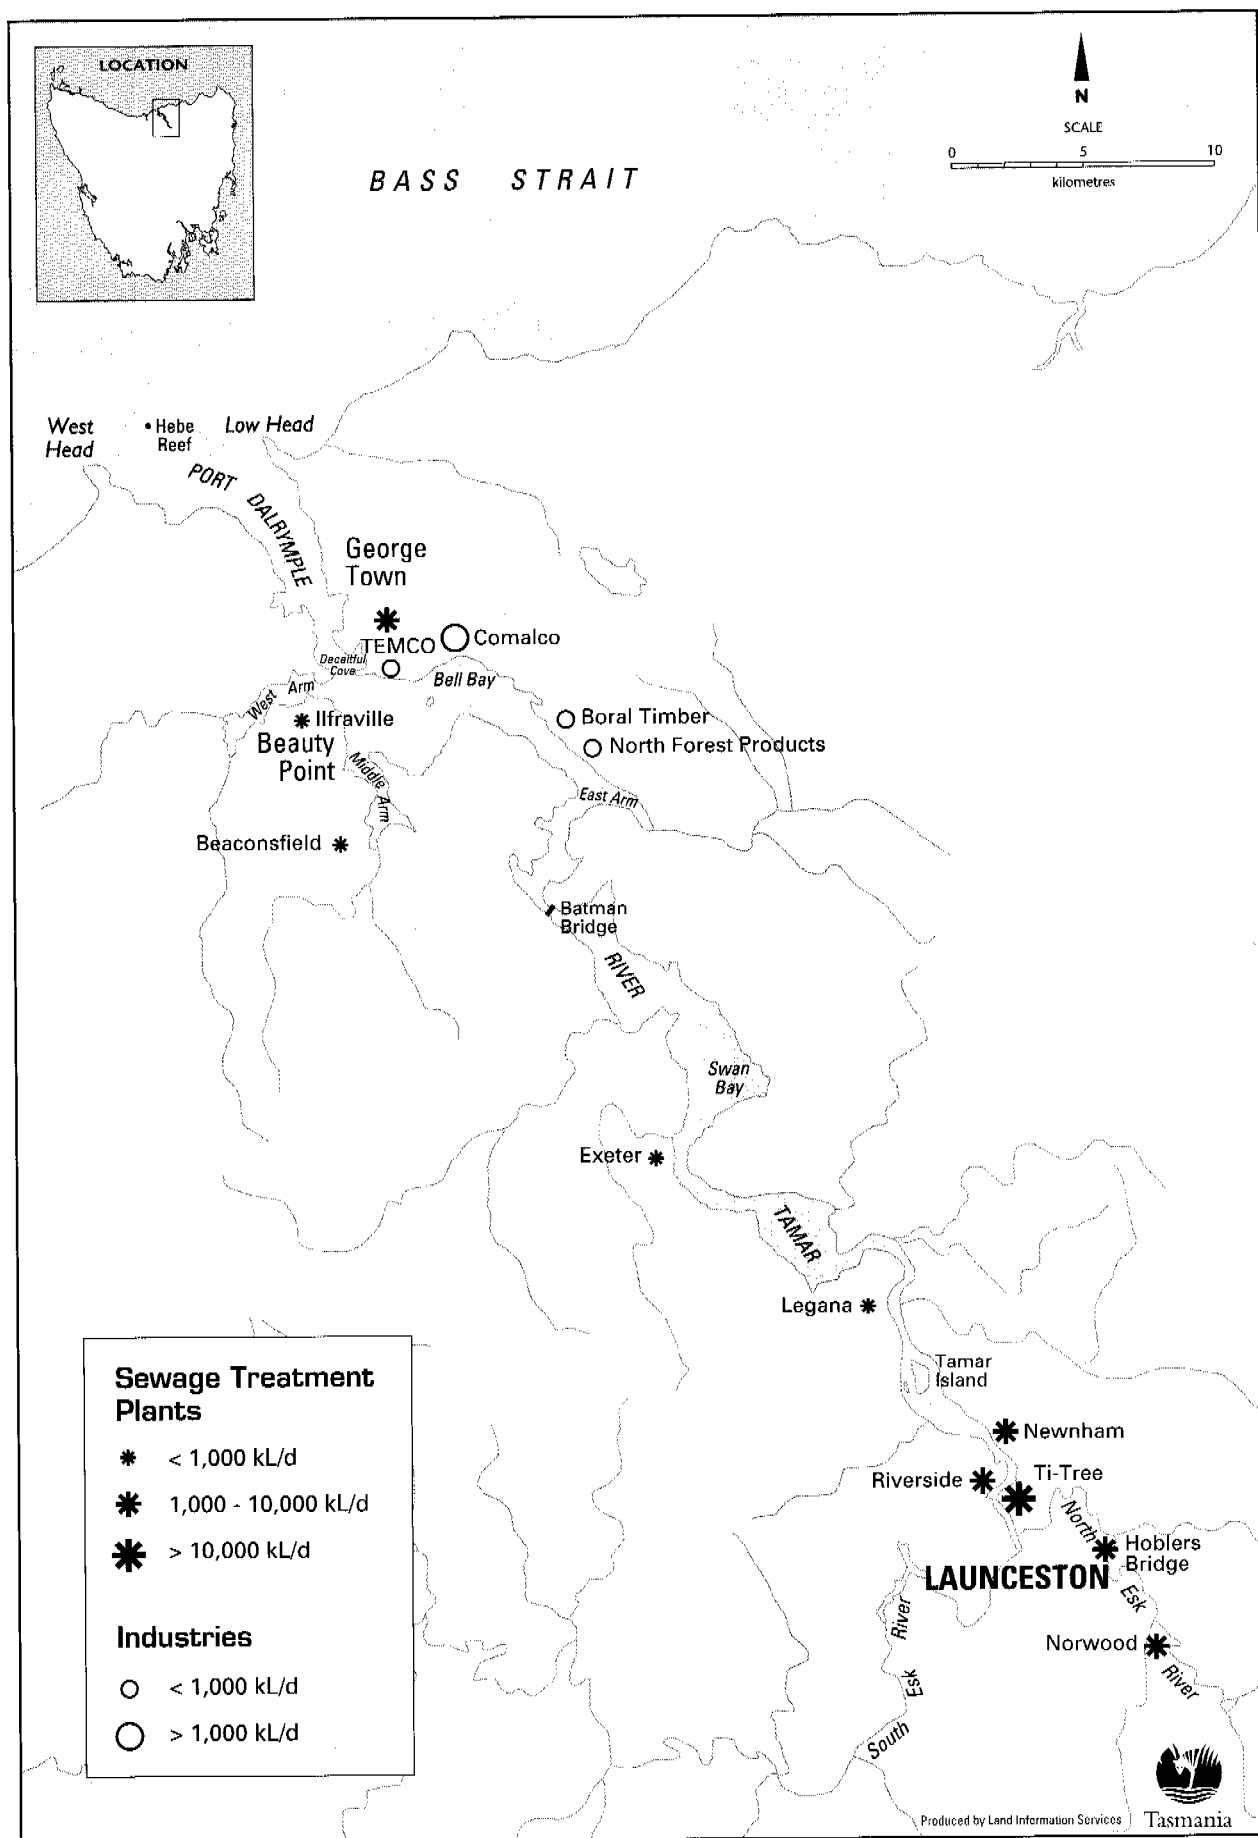 LOCATION
N
SCALE
0 5 10
kilometres
BASS STRAIT
West
Head
Hebe
Reef
Low Head
PORT DALRYMPLE
George
Town
TEMCO
Comalco
Deceitful
Cove
Bell Bay
West Arm
Ilfraville
Beauty
Point
Boral Timber
North Forest Products
Middle Arm
East Arm
Beaconsfield
Batman
Bridge
RIVER
Swan
Bay
Exeter
TAMAR
Legana
Tamar
Island
Newnham
Riverside
Ti-Tree
North Esk River
Hoblers
Bridge
LAUNCESTON
Norwood
South Esk River
Sewage Treatment
Plants
< 1,000 kL/d
1,000 - 10,000 kL/d
> 10,000 kL/d
Industries
< 1,000 kL/d
> 1,000 kL/d
Produced by Land Information Services
Tasmania